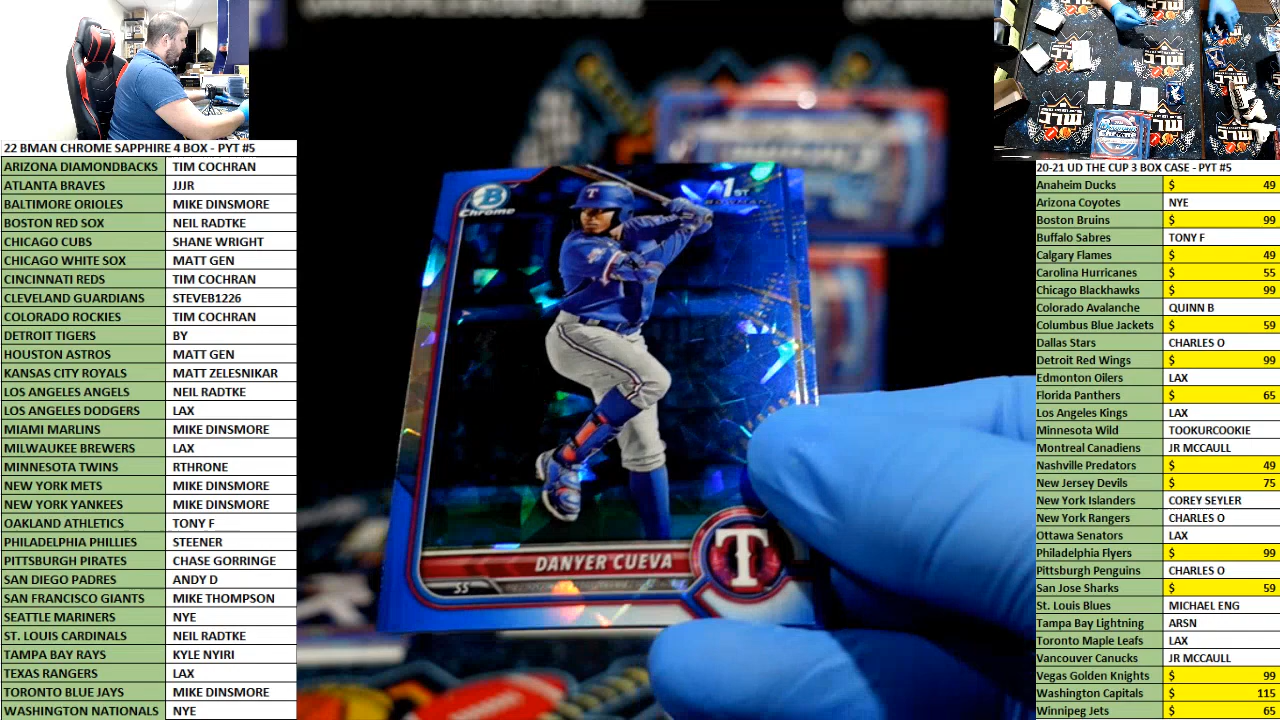 22 BMAN CHROME SAPPHIRE 4 BOX - PYT #5
ARIZONA DIAMONDBACKS TIM COCHRAN
ATLANTA BRAVES JJJR
BALTIMORE ORIOLES MIKE DINSMORE
BOSTON RED SOX NEIL RADTKE
CHICAGO CUBS SHANE WRIGHT
CHICAGO WHITE SOX MATT GEN
CINCINNATI REDS TIM COCHRAN
CLEVELAND GUARDIANS STEVEB1226
COLORADO ROCKIES TIM COCHRAN
DETROIT TIGERS BY
HOUSTON ASTROS MATT GEN
KANSAS CITY ROYALS MATT ZELESNIKAR
LOS ANGELES ANGELS NEIL RADTKE
LOS ANGELES DODGERS LAX
MIAMI MARLINS MIKE DINSMORE
MILWAUKEE BREWERS LAX
MINNESOTA TWINS RTHRONE
NEW YORK METS MIKE DINSMORE
NEW YORK YANKEES MIKE DINSMORE
OAKLAND ATHLETICS TONY F
PHILADELPHIA PHILLIES STEENER
PITTSBURGH PIRATES CHASE GORRINGE
SAN DIEGO PADRES ANDY D
SAN FRANCISCO GIANTS MIKE THOMPSON
SEATTLE MARINERS NYE
ST. LOUIS CARDINALS NEIL RADTKE
TAMPA BAY RAYS KYLE NYIRI
TEXAS RANGERS LAX
TORONTO BLUE JAYS MIKE DINSMORE
WASHINGTON NATIONALS NYE
B
Chrome
1ST
BOWMAN
T
DANYER CUEVA
SS
T
20-21 UD THE CUP 3 BOX CASE - PYT #5
Anaheim Ducks $ 49
Arizona Coyotes NYE
Boston Bruins $ 99
Buffalo Sabres TONY F
Calgary Flames $ 49
Carolina Hurricanes $ 55
Chicago Blackhawks $ 99
Colorado Avalanche QUINN B
Columbus Blue Jackets $ 59
Dallas Stars CHARLES O
Detroit Red Wings $ 99
Edmonton Oilers LAX
Florida Panthers $ 65
Los Angeles Kings LAX
Minnesota Wild TOOKURCOOKIE
Montreal Canadiens JR MCCAULL
Nashville Predators $ 49
New Jersey Devils $ 75
New York Islanders COREY SEYLER
New York Rangers CHARLES O
Ottawa Senators LAX
Philadelphia Flyers $ 99
Pittsburgh Penguins CHARLES O
San Jose Sharks $ 59
St. Louis Blues MICHAEL ENG
Tampa Bay Lightning ARSN
Toronto Maple Leafs LAX
Vancouver Canucks JR MCCAULL
Vegas Golden Knights $ 99
Washington Capitals $ 115
Winnipeg Jets $ 65